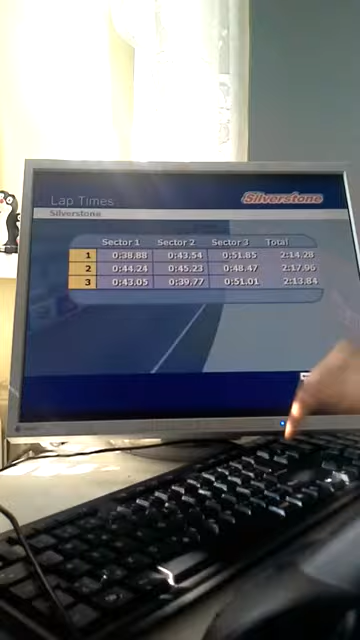 Lap Times
Silverstone
Silverstone
Sector 1 Sector 2 Sector 3 Total
1 0:38.88 0:43.54 0:51.85 2:14.28
2 0:44.24 0:45.23 0:48.47 2:17.96
3 0:43.05 0:39.77 0:51.01 2:13.84